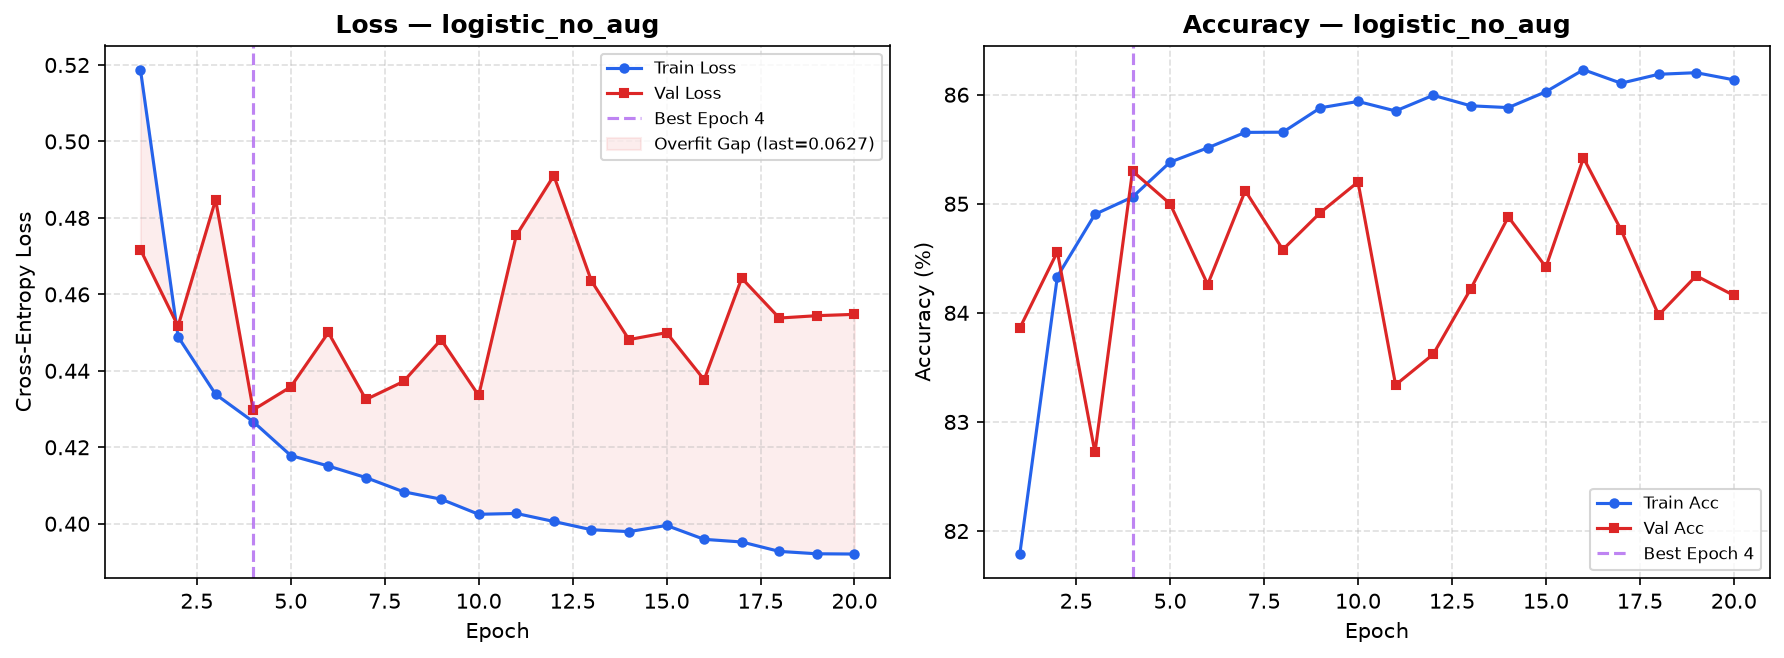 Loss — logistic_no_aug
Cross-Entropy Loss
0.52
0.50
0.48
0.46
0.44
0.42
0.40
Train Loss
Val Loss
Best Epoch 4
Overfit Gap (last=0.0627)
2.5 5.0 7.5 10.0 12.5 15.0 17.5 20.0
Epoch
Accuracy — logistic_no_aug
Accuracy (%)
86
85
84
83
82
Train Acc
Val Acc
Best Epoch 4
2.5 5.0 7.5 10.0 12.5 15.0 17.5 20.0
Epoch